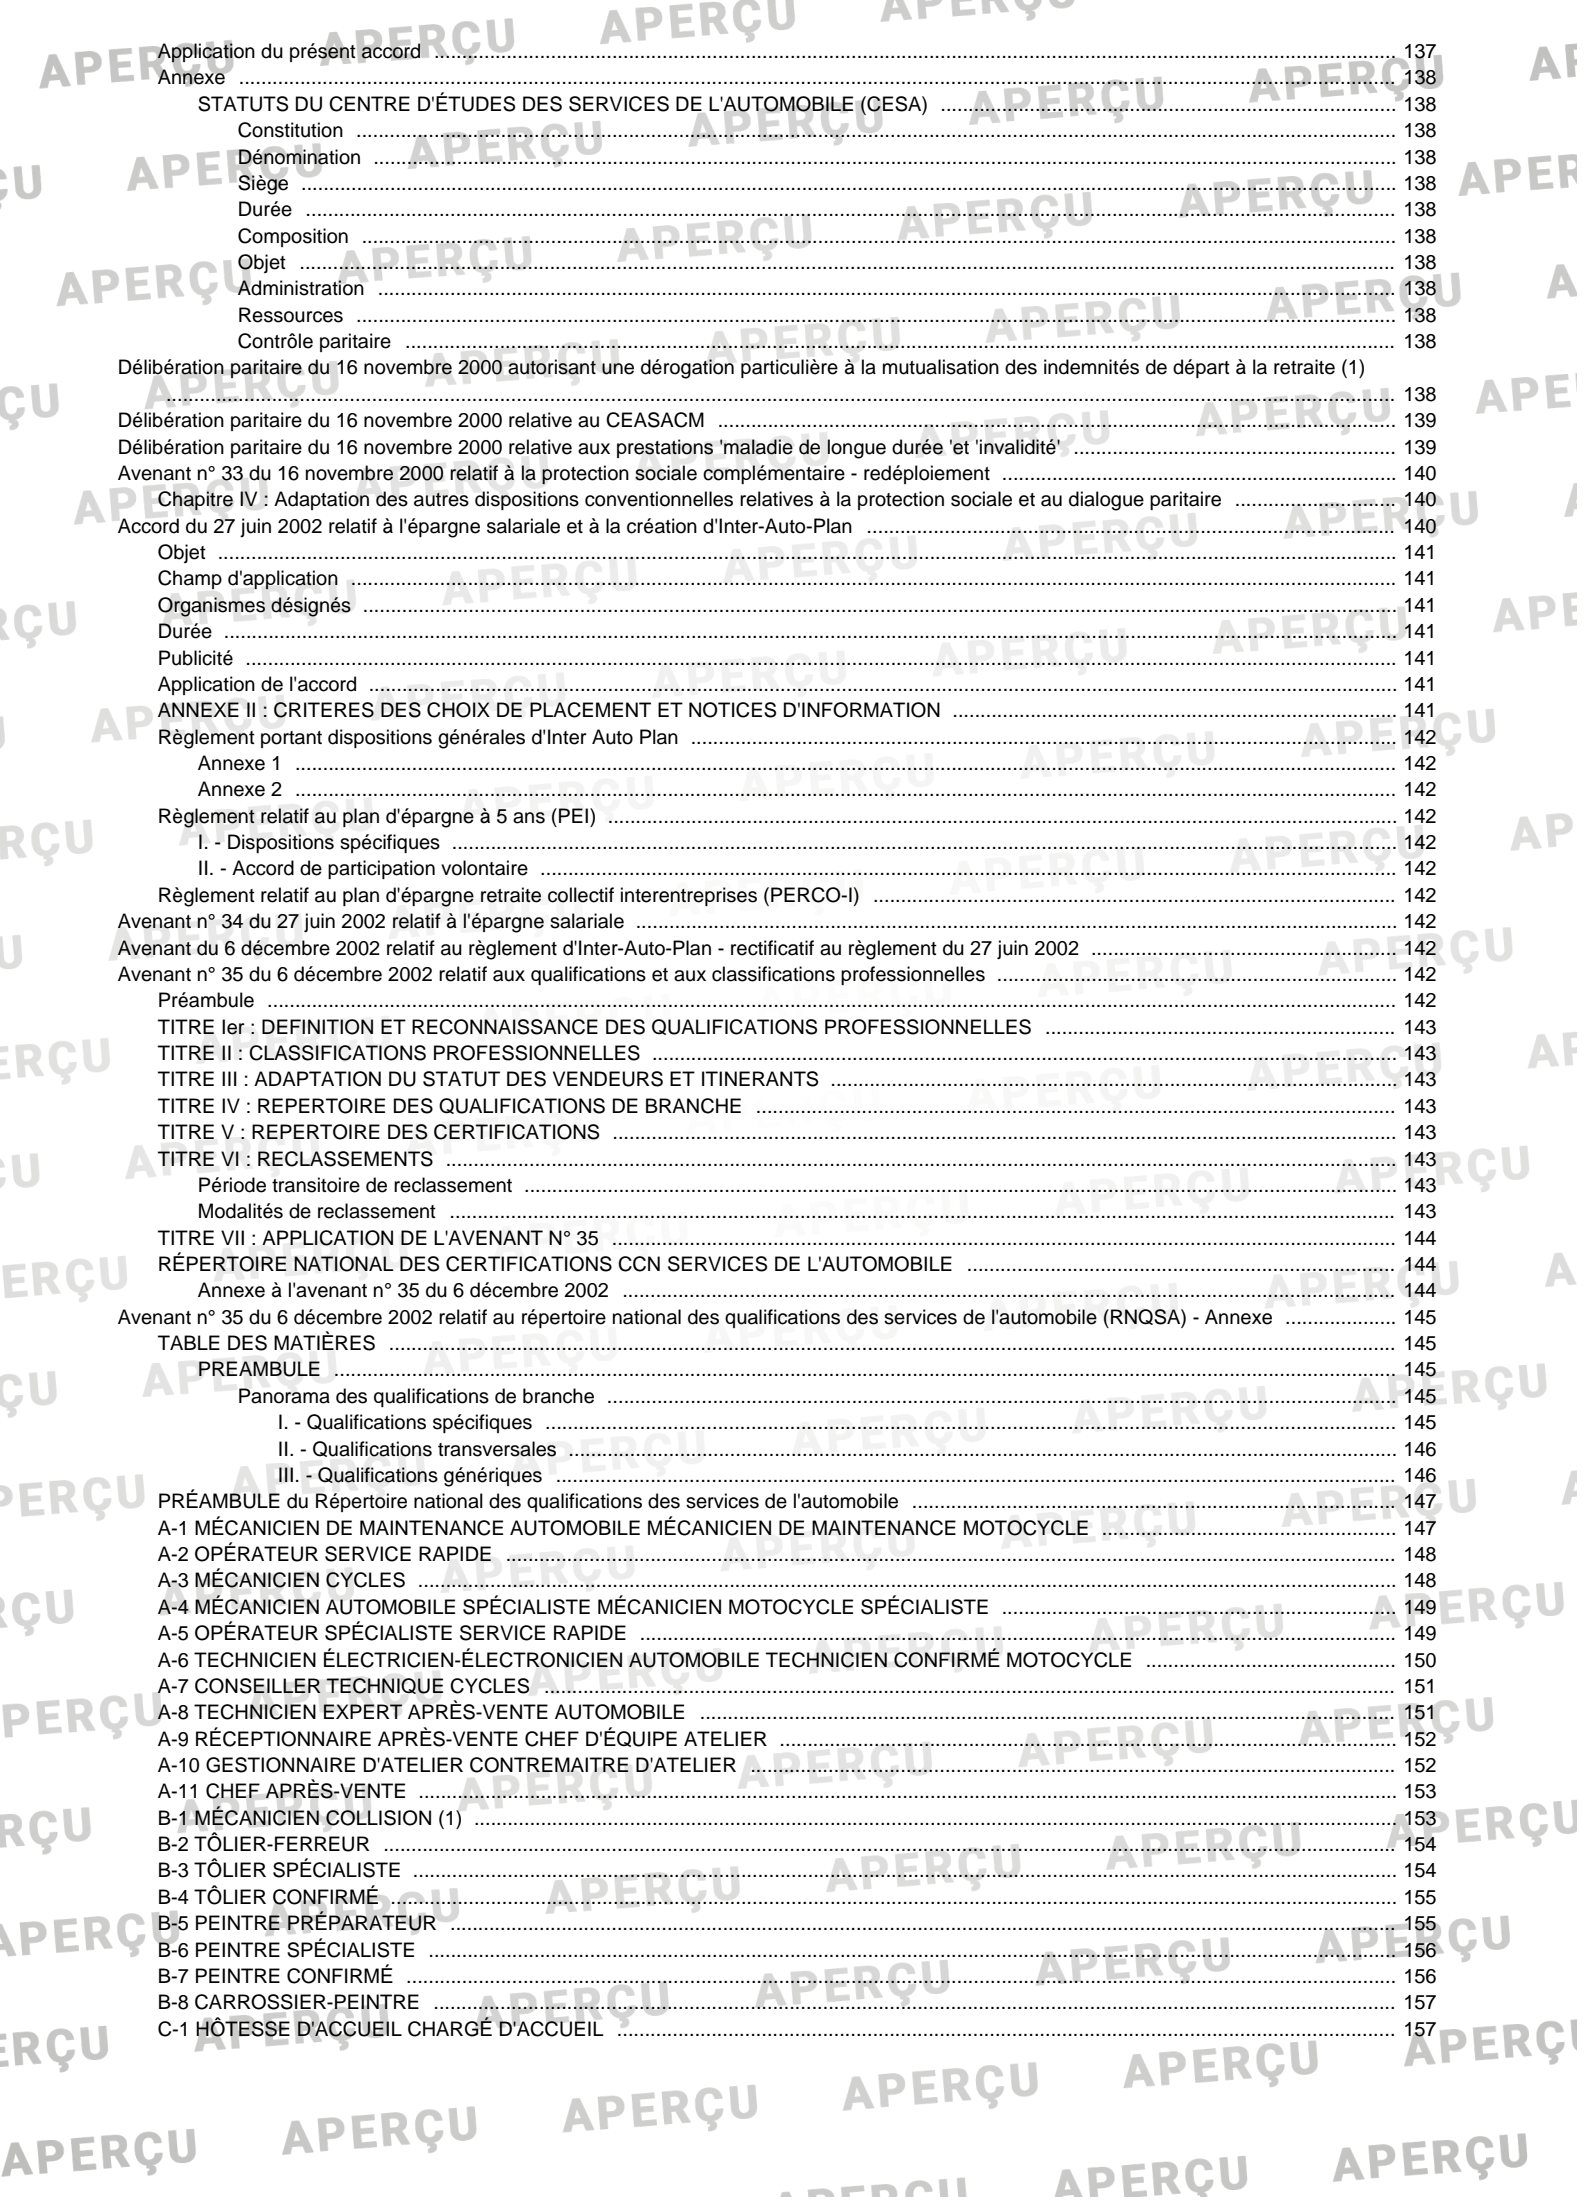 Application du présent accord ........ 137
Annexe ........ 138
STATUTS DU CENTRE D'ÉTUDES DES SERVICES DE L'AUTOMOBILE (CESA) ........ 138
Constitution ........ 138
Dénomination ........ 138
Siège ........ 138
Durée ........ 138
Composition ........ 138
Objet ........ 138
Administration ........ 138
Ressources ........ 138
Contrôle paritaire ........ 138
Délibération paritaire du 16 novembre 2000 autorisant une dérogation particulière à la mutualisation des indemnités de départ à la retraite (1)
........ 138
Délibération paritaire du 16 novembre 2000 relative au CEASACM ........ 139
Délibération paritaire du 16 novembre 2000 relative aux prestations 'maladie de longue durée 'et 'invalidité' ........ 139
Avenant n° 33 du 16 novembre 2000 relatif à la protection sociale complémentaire - redéploiement ........ 140
Chapitre IV : Adaptation des autres dispositions conventionnelles relatives à la protection sociale et au dialogue paritaire ........ 140
Accord du 27 juin 2002 relatif à l'épargne salariale et à la création d'Inter-Auto-Plan ........ 140
Objet ........ 141
Champ d'application ........ 141
Organismes désignés ........ 141
Durée ........ 141
Publicité ........ 141
Application de l'accord ........ 141
ANNEXE II : CRITERES DES CHOIX DE PLACEMENT ET NOTICES D'INFORMATION ........ 141
Règlement portant dispositions générales d'Inter Auto Plan ........ 142
Annexe 1 ........ 142
Annexe 2 ........ 142
Règlement relatif au plan d'épargne à 5 ans (PEI) ........ 142
I. - Dispositions spécifiques ........ 142
II. - Accord de participation volontaire ........ 142
Règlement relatif au plan d'épargne retraite collectif interentreprises (PERCO-I) ........ 142
Avenant n° 34 du 27 juin 2002 relatif à l'épargne salariale ........ 142
Avenant du 6 décembre 2002 relatif au règlement d'Inter-Auto-Plan - rectificatif au règlement du 27 juin 2002 ........ 142
Avenant n° 35 du 6 décembre 2002 relatif aux qualifications et aux classifications professionnelles ........ 142
Préambule ........ 142
TITRE Ier : DEFINITION ET RECONNAISSANCE DES QUALIFICATIONS PROFESSIONNELLES ........ 143
TITRE II : CLASSIFICATIONS PROFESSIONNELLES ........ 143
TITRE III : ADAPTATION DU STATUT DES VENDEURS ET ITINERANTS ........ 143
TITRE IV : REPERTOIRE DES QUALIFICATIONS DE BRANCHE ........ 143
TITRE V : REPERTOIRE DES CERTIFICATIONS ........ 143
TITRE VI : RECLASSEMENTS ........ 143
Période transitoire de reclassement ........ 143
Modalités de reclassement ........ 143
TITRE VII : APPLICATION DE L'AVENANT N° 35 ........ 144
RÉPERTOIRE NATIONAL DES CERTIFICATIONS CCN SERVICES DE L'AUTOMOBILE ........ 144
Annexe à l'avenant n° 35 du 6 décembre 2002 ........ 144
Avenant n° 35 du 6 décembre 2002 relatif au répertoire national des qualifications des services de l'automobile (RNQSA) - Annexe ........ 145
TABLE DES MATIÈRES ........ 145
PREAMBULE ........ 145
Panorama des qualifications de branche ........ 145
I. - Qualifications spécifiques ........ 145
II. - Qualifications transversales ........ 146
III. - Qualifications génériques ........ 146
PRÉAMBULE du Répertoire national des qualifications des services de l'automobile ........ 147
A-1 MÉCANICIEN DE MAINTENANCE AUTOMOBILE MÉCANICIEN DE MAINTENANCE MOTOCYCLE ........ 147
A-2 OPÉRATEUR SERVICE RAPIDE ........ 148
A-3 MÉCANICIEN CYCLES ........ 148
A-4 MÉCANICIEN AUTOMOBILE SPÉCIALISTE MÉCANICIEN MOTOCYCLE SPÉCIALISTE ........ 149
A-5 OPÉRATEUR SPÉCIALISTE SERVICE RAPIDE ........ 149
A-6 TECHNICIEN ÉLECTRICIEN-ÉLECTRONICIEN AUTOMOBILE TECHNICIEN CONFIRMÉ MOTOCYCLE ........ 150
A-7 CONSEILLER TECHNIQUE CYCLES ........ 151
A-8 TECHNICIEN EXPERT APRÈS-VENTE AUTOMOBILE ........ 151
A-9 RÉCEPTIONNAIRE APRÈS-VENTE CHEF D'ÉQUIPE ATELIER ........ 152
A-10 GESTIONNAIRE D'ATELIER CONTREMAITRE D'ATELIER ........ 152
A-11 CHEF APRÈS-VENTE ........ 153
B-1 MÉCANICIEN COLLISION (1) ........ 153
B-2 TÔLIER-FERREUR ........ 154
B-3 TÔLIER SPÉCIALISTE ........ 154
B-4 TÔLIER CONFIRMÉ ........ 155
B-5 PEINTRE PRÉPARATEUR ........ 155
B-6 PEINTRE SPÉCIALISTE ........ 156
B-7 PEINTRE CONFIRMÉ ........ 156
B-8 CARROSSIER-PEINTRE ........ 157
C-1 HÔTESSE D'ACCUEIL CHARGÉ D'ACCUEIL ........ 157
APERÇU